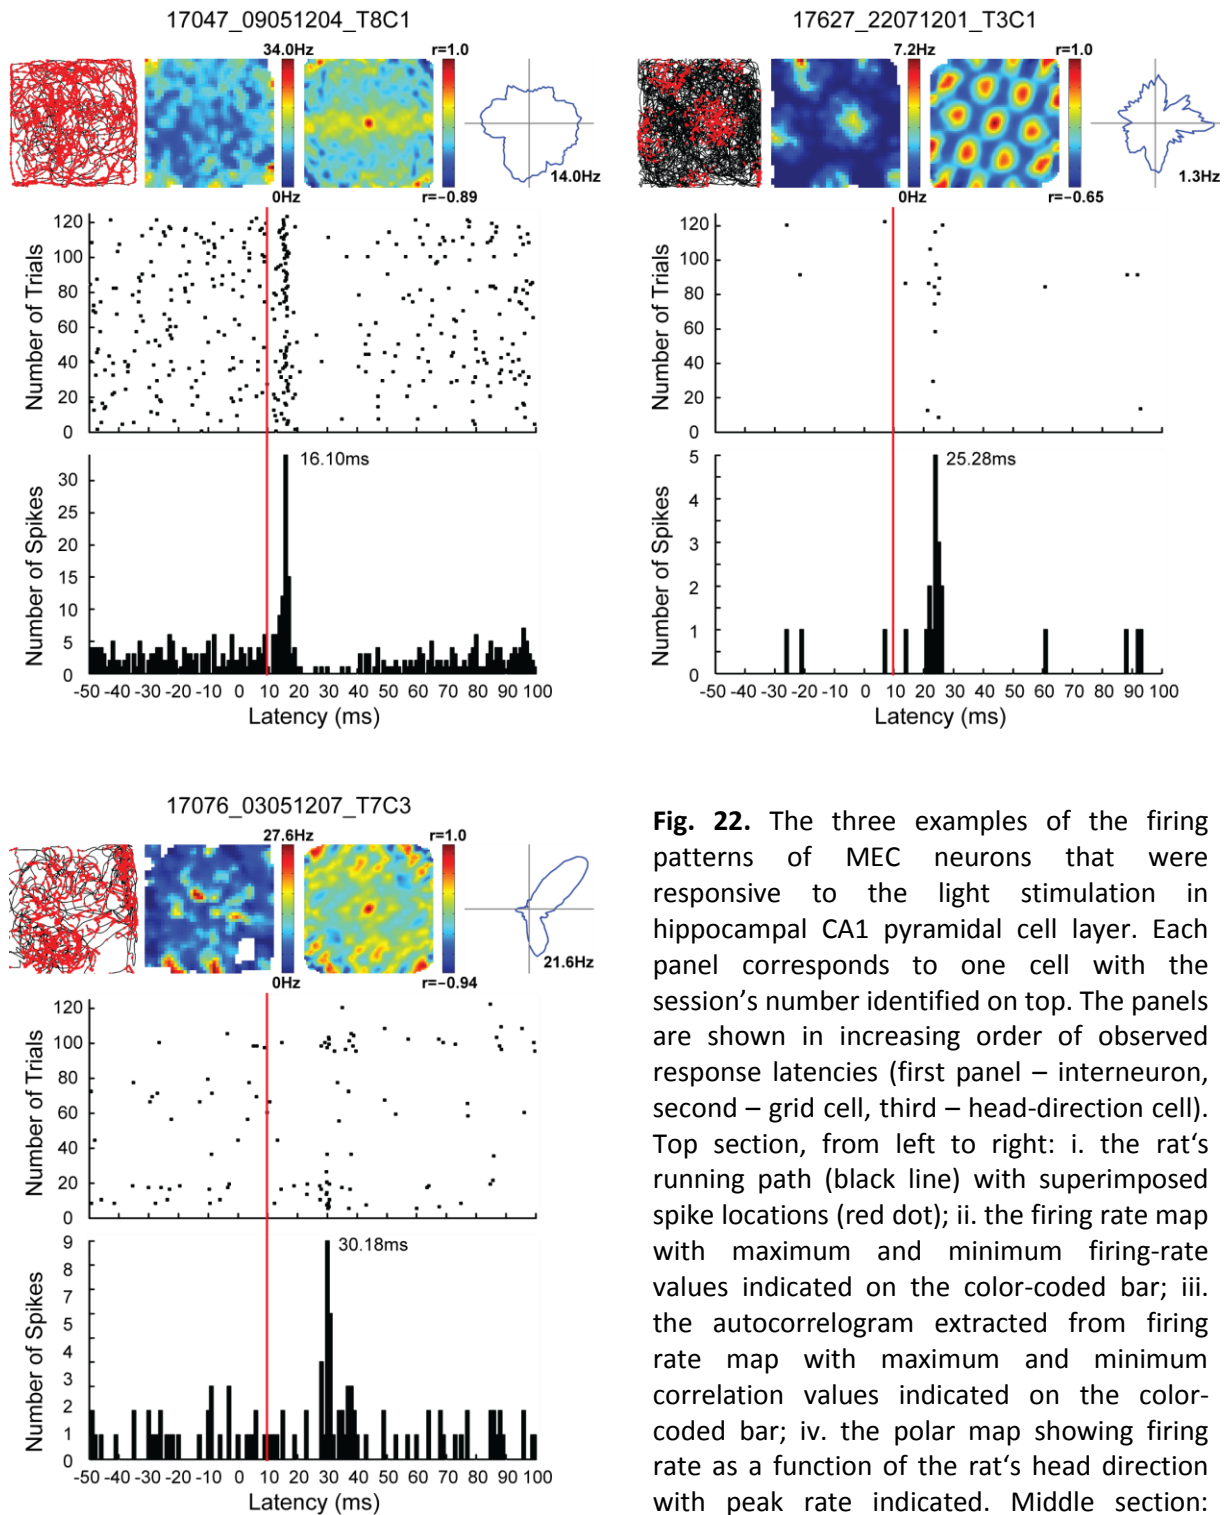 17047_09051204_T8C1
34.0Hz
r=1.0
0Hz
r=−0.89
14.0Hz
Number of Trials
120
100
80
60
40
20
0
Number of Spikes
30
25
20
15
10
5
0
16.10ms
-50 -40 -30 -20 -10 0 10 20 30 40 50 60 70 80 90 100
Latency (ms)
17627_22071201_T3C1
7.2Hz
r=1.0
0Hz
r=−0.65
1.3Hz
Number of Trials
120
100
80
60
40
20
0
Number of Spikes
5
4
3
2
1
0
25.28ms
-50 -40 -30 -20 -10 0 10 20 30 40 50 60 70 80 90 100
Latency (ms)
17076_03051207_T7C3
27.6Hz
r=1.0
0Hz
r=−0.94
21.6Hz
Number of Trials
120
100
80
60
40
20
0
Number of Spikes
9
8
7
5
4
3
2
1
0
30.18ms
-50 -40 -30 -20 -10 0 10 20 30 40 50 60 70 80 90 100
Latency (ms)
Fig. 22. The three examples of the firing
patterns of MEC neurons that were
responsive to the light stimulation in
hippocampal CA1 pyramidal cell layer. Each
panel corresponds to one cell with the
session‘s number identified on top. The panels
are shown in increasing order of observed
response latencies (first panel – interneuron,
second – grid cell, third – head-direction cell).
Top section, from left to right: i. the rat‘s
running path (black line) with superimposed
spike locations (red dot); ii. the firing rate map
with maximum and minimum firing-rate
values indicated on the color-coded bar; iii.
the autocorrelogram extracted from firing
rate map with maximum and minimum
correlation values indicated on the color-
coded bar; iv. the polar map showing firing
rate as a function of the rat‘s head direction
with peak rate indicated. Middle section: